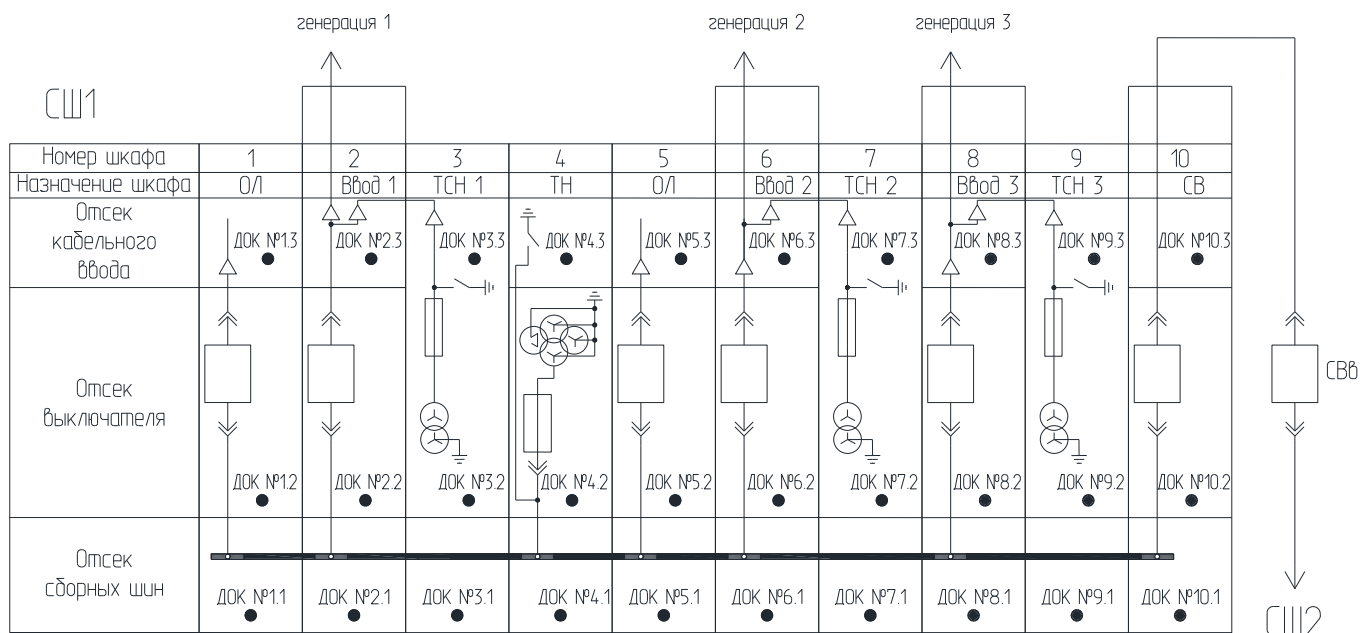 генерация 1
генерация 2
генерация 3
СШ1
Номер шкафа 1 2 3 4 5 6 7 8 9 10
Назначение шкафа ОЛ Ввод 1 ТСН 1 ТН ОЛ Ввод 2 ТСН 2 Ввод 3 ТСН 3 СВ
Отсек
кабельного
ввода
ДОК №1.3 ДОК №2.3 ДОК №3.3 ДОК №4.3 ДОК №5.3 ДОК №6.3 ДОК №7.3 ДОК №8.3 ДОК №9.3 ДОК №10.3
Отсек
выключателя
СВв
ДОК №1.2 ДОК №2.2 ДОК №3.2 ДОК №4.2 ДОК №5.2 ДОК №6.2 ДОК №7.2 ДОК №8.2 ДОК №9.2 ДОК №10.2
Отсек
сборных шин
ДОК №1.1 ДОК №2.1 ДОК №3.1 ДОК №4.1 ДОК №5.1 ДОК №6.1 ДОК №7.1 ДОК №8.1 ДОК №9.1 ДОК №10.1
СШ2